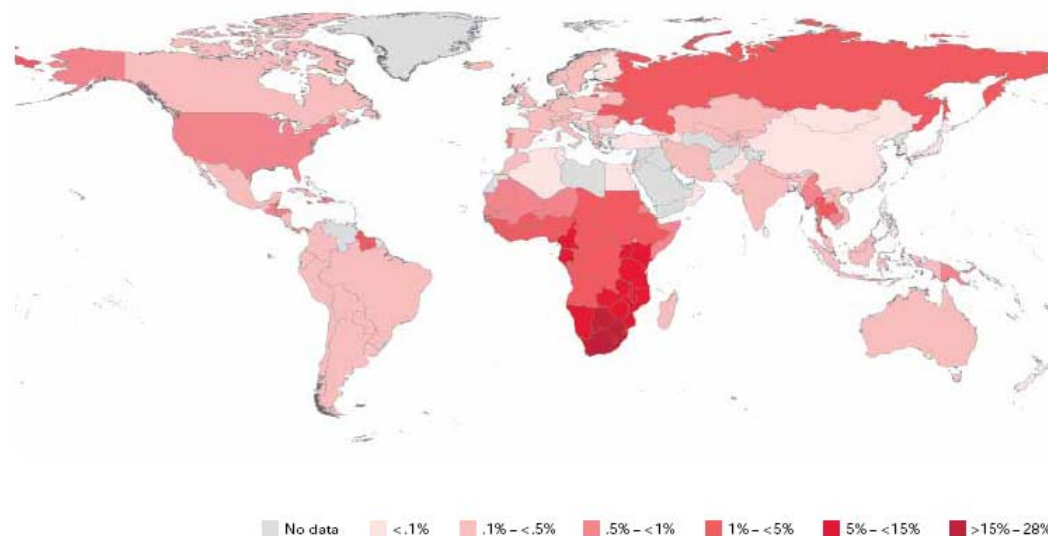 No data <.1% .1% – <.5% .5% – <1% 1% – <5% 5% – <15% >15% – 28%